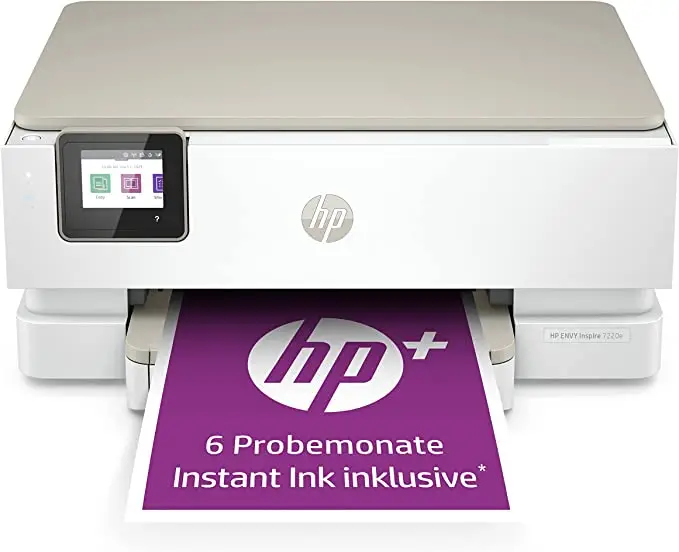 Copy
Scan
?
hp
HP ENVY Inspire 7220e
hp+
6 Probemonate
Instant Ink inklusive*